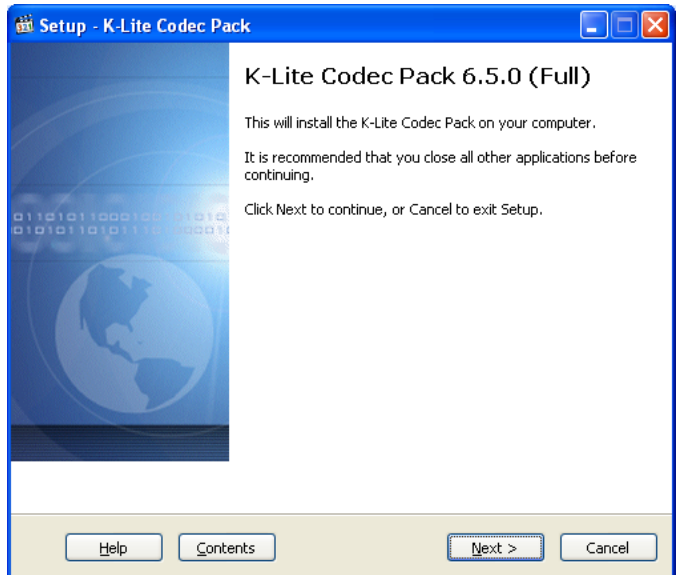 Setup - K-Lite Codec Pack
K-Lite Codec Pack 6.5.0 (Full)
This will install the K-Lite Codec Pack on your computer.
It is recommended that you close all other applications before
continuing.
Click Next to continue, or Cancel to exit Setup.
Help Contents Next > Cancel